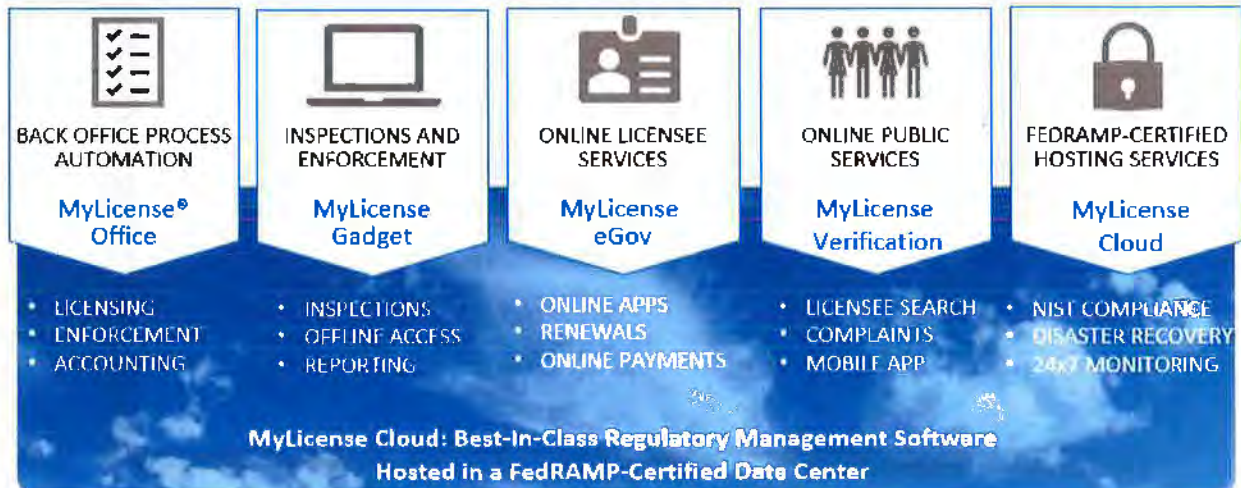 BACK OFFICE PROCESS
AUTOMATION
MyLicense®
Office
• LICENSING
• ENFORCEMENT
• ACCOUNTING
INSPECTIONS AND
ENFORCEMENT
MyLicense
Gadget
• INSPECTIONS
• OFFLINE ACCESS
• REPORTING
ONLINE LICENSEE
SERVICES
MyLicense
eGov
• ONLINE APPS
• RENEWALS
• ONLINE PAYMENTS
ONLINE PUBLIC
SERVICES
MyLicense
Verification
• LICENSEE SEARCH
• COMPLAINTS
• MOBILE APP
FEDRAMP-CERTIFIED
HOSTING SERVICES
MyLicense
Cloud
• NIST COMPLIANCE
• DISASTER RECOVERY
• 24x7 MONITORING
MyLicense Cloud: Best-In-Class Regulatory Management Software
Hosted in a FedRAMP-Certified Data Center